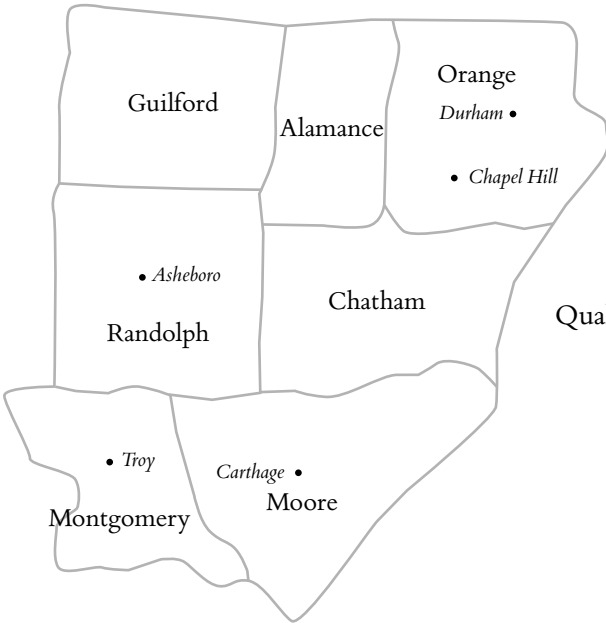 Orange
Guilford
Durham
Alamance
Chapel Hill
Asheboro
Chatham
Randolph
Troy
Carthage
Moore
Montgomery